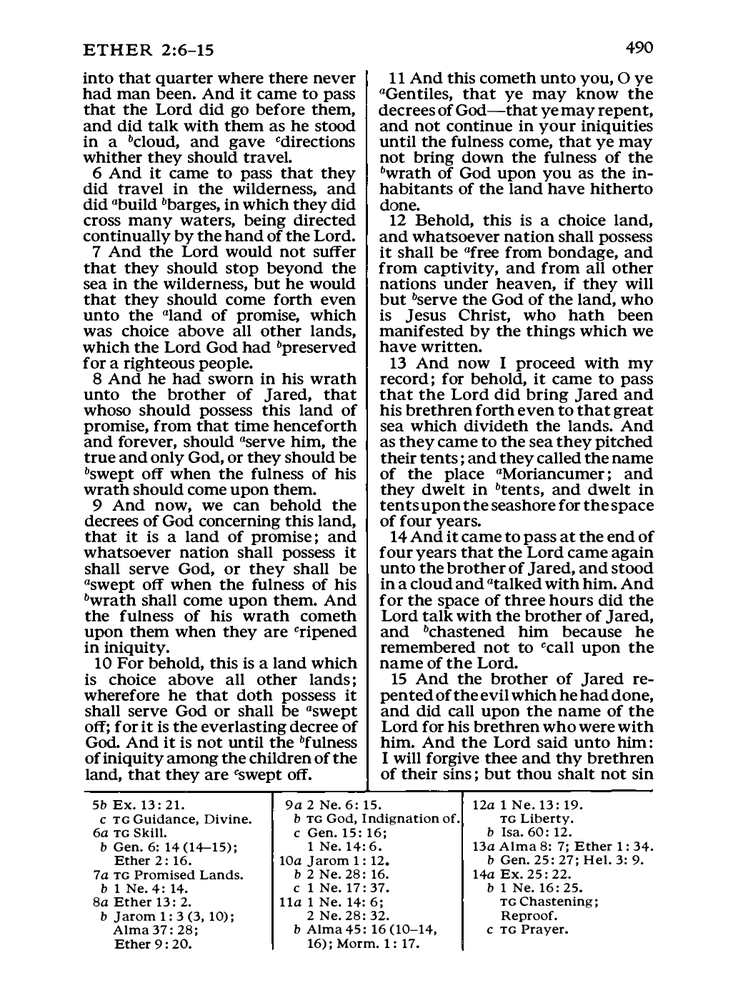 ETHER 2:6–15
490
into that quarter where there never
had man been. And it came to pass
that the Lord did go before them,
and did talk with them as he stood
in a bcloud, and gave cdirections
whither they should travel.
6 And it came to pass that they
did travel in the wilderness, and
did abuild bbarges, in which they did
cross many waters, being directed
continually by the hand of the Lord.
7 And the Lord would not suffer
that they should stop beyond the
sea in the wilderness, but he would
that they should come forth even
unto the aland of promise, which
was choice above all other lands,
which the Lord God had bpreserved
for a righteous people.
8 And he had sworn in his wrath
unto the brother of Jared, that
whoso should possess this land of
promise, from that time henceforth
and forever, should aserve him, the
true and only God, or they should be
bswept off when the fulness of his
wrath should come upon them.
9 And now, we can behold the
decrees of God concerning this land,
that it is a land of promise; and
whatsoever nation shall possess it
shall serve God, or they shall be
aswept off when the fulness of his
bwrath shall come upon them. And
the fulness of his wrath cometh
upon them when they are cripened
in iniquity.
10 For behold, this is a land which
is choice above all other lands;
wherefore he that doth possess it
shall serve God or shall be aswept
off; for it is the everlasting decree of
God. And it is not until the bfulness
of iniquity among the children of the
land, that they are cswept off.
11 And this cometh unto you, O ye
aGentiles, that ye may know the
decrees of God—that ye may repent,
and not continue in your iniquities
until the fulness come, that ye may
not bring down the fulness of the
bwrath of God upon you as the in-
habitants of the land have hitherto
done.
12 Behold, this is a choice land,
and whatsoever nation shall possess
it shall be afree from bondage, and
from captivity, and from all other
nations under heaven, if they will
but bserve the God of the land, who
is Jesus Christ, who hath been
manifested by the things which we
have written.
13 And now I proceed with my
record; for behold, it came to pass
that the Lord did bring Jared and
his brethren forth even to that great
sea which divideth the lands. And
as they came to the sea they pitched
their tents; and they called the name
of the place aMoriancumer; and
they dwelt in btents, and dwelt in
tents upon the seashore for the space
of four years.
14 And it came to pass at the end of
four years that the Lord came again
unto the brother of Jared, and stood
in a cloud and atalked with him. And
for the space of three hours did the
Lord talk with the brother of Jared,
and bchastened him because he
remembered not to ccall upon the
name of the Lord.
15 And the brother of Jared re-
pented of the evil which he had done,
and did call upon the name of the
Lord for his brethren who were with
him. And the Lord said unto him:
I will forgive thee and thy brethren
of their sins; but thou shalt not sin
5b Ex. 13:21.
c TG Guidance, Divine.
6a TG Skill.
b Gen. 6:14 (14–15);
Ether 2:16.
7a TG Promised Lands.
b 1 Ne. 4:14.
8a Ether 13:2.
b Jarom 1:3 (3, 10);
Alma 37:28;
Ether 9:20.
9a 2 Ne. 6:15.
b TG God, Indignation of.
c Gen. 15:16;
1 Ne. 14:6.
10a Jarom 1:12.
b 2 Ne. 28:16.
c 1 Ne. 17:37.
11a 1 Ne. 14:6;
2 Ne. 28:32.
b Alma 45:16 (10–14,
16); Morm. 1:17.
12a 1 Ne. 13:19.
TG Liberty.
b Isa. 60:12.
13a Alma 8:7; Ether 1:34.
b Gen. 25:27; Hel. 3:9.
14a Ex. 25:22.
b 1 Ne. 16:25.
TG Chastening;
Reproof.
c TG Prayer.